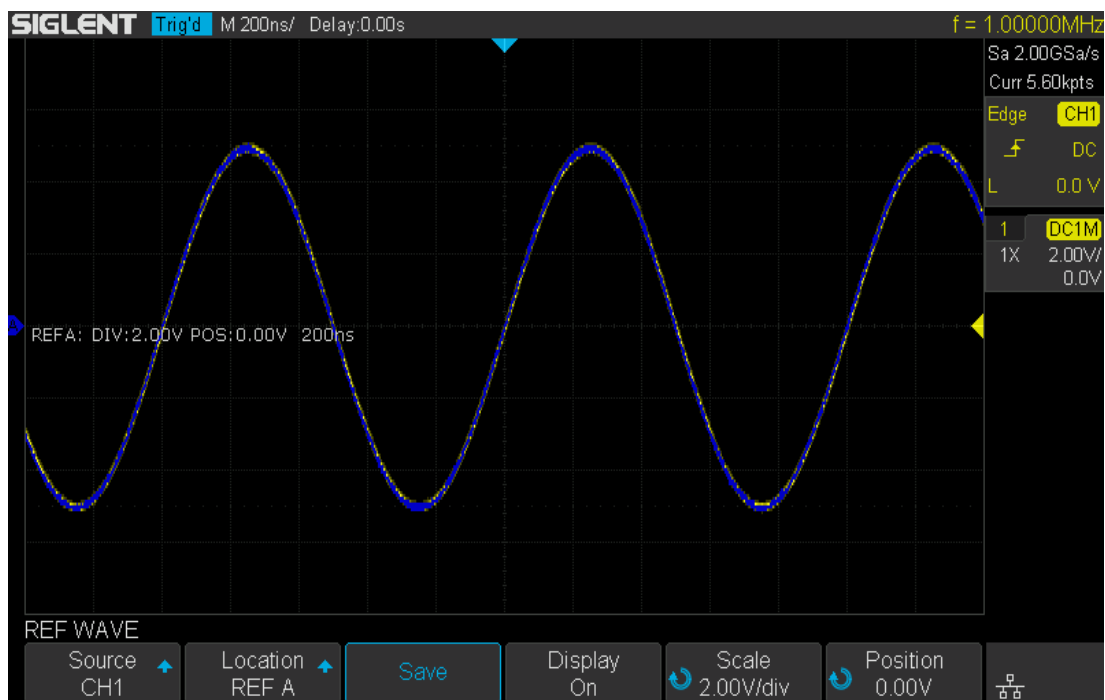 SIGLENT Trig'd M 200ns/ Delay:0.00s f = 1.00000MHz
Sa 2.00GSa/s
Curr 5.60kpts
Edge CH1
DC
L 0.0 V
1 DC1M
1X 2.00V/
0.0V
REFA: DIV:2.00V POS:0.00V 200ns
REF WAVE
Source Location Save Display Scale Position
CH1 REF A On 2.00V/div 0.00V